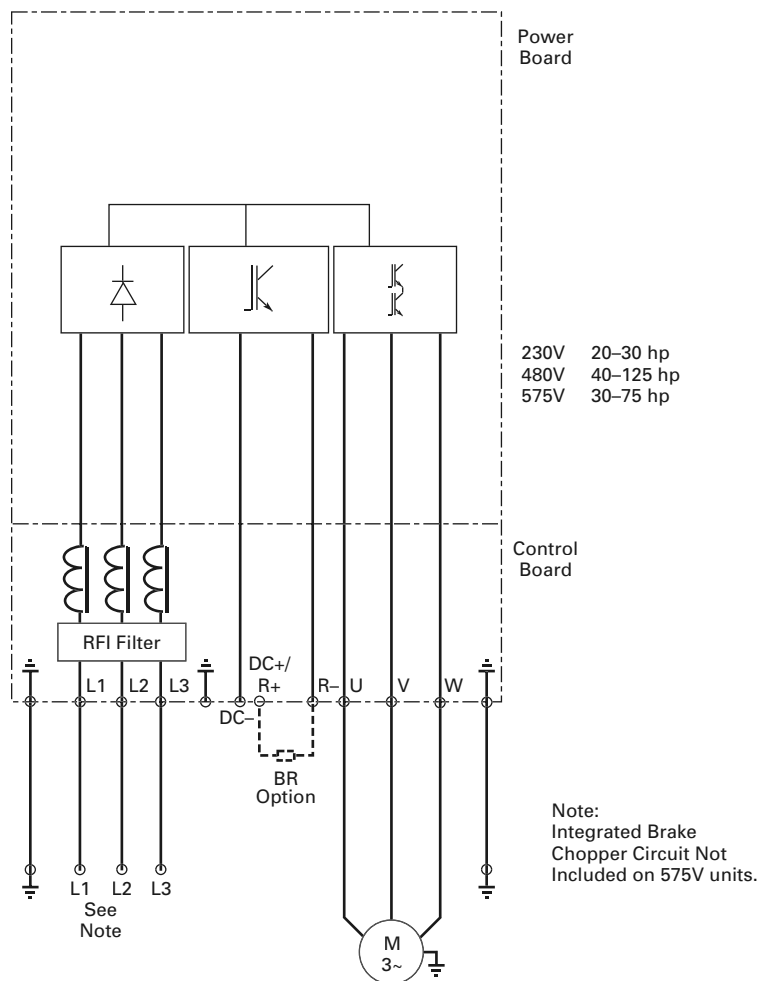 Power
Board
230V 20–30 hp
480V 40–125 hp
575V 30–75 hp
Control
Board
RFI Filter
L1 L2 L3
DC+/
R+
R– U V W
DC–
BR
Option
L1 L2 L3
See
Note
M
3~
Note:
Integrated Brake
Chopper Circuit Not
Included on 575V units.